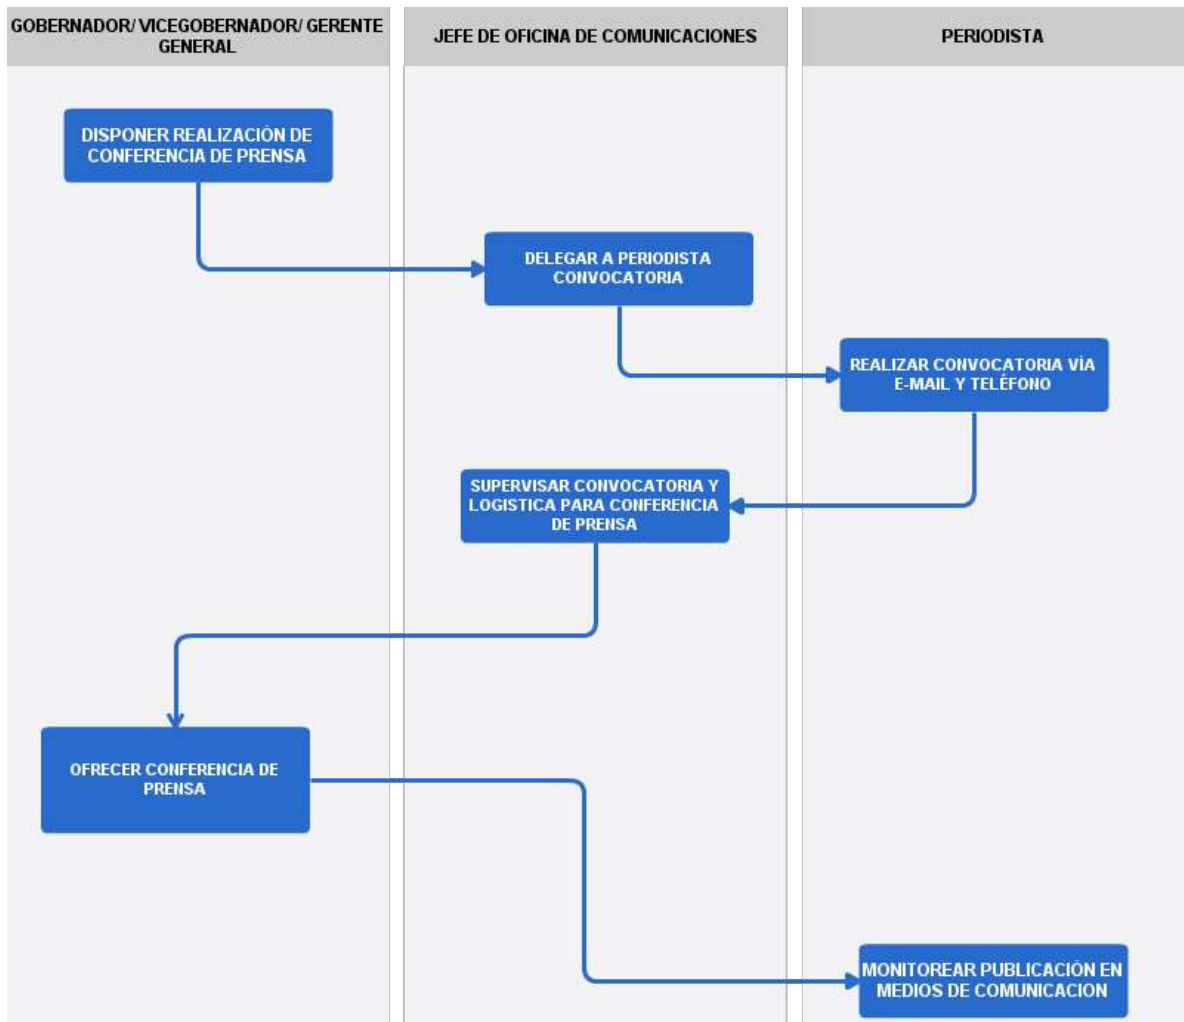 GOBERNADOR/ VICEGOBERNADOR/ GERENTE
GENERAL
JEFE DE OFICINA DE COMUNICACIONES
PERIODISTA
DISPONER REALIZACIÓN DE
CONFERENCIA DE PRENSA
DELEGAR A PERIODISTA
CONVOCATORIA
REALIZAR CONVOCATORIA VÌA
E-MAIL Y TELÉFONO
SUPERVISAR CONVOCATORIA Y
LOGISTICA PARA CONFERENCIA
DE PRENSA
OFRECER CONFERENCIA DE
PRENSA
MONITOREAR PUBLICACIÓN EN
MEDIOS DE COMUNICACION